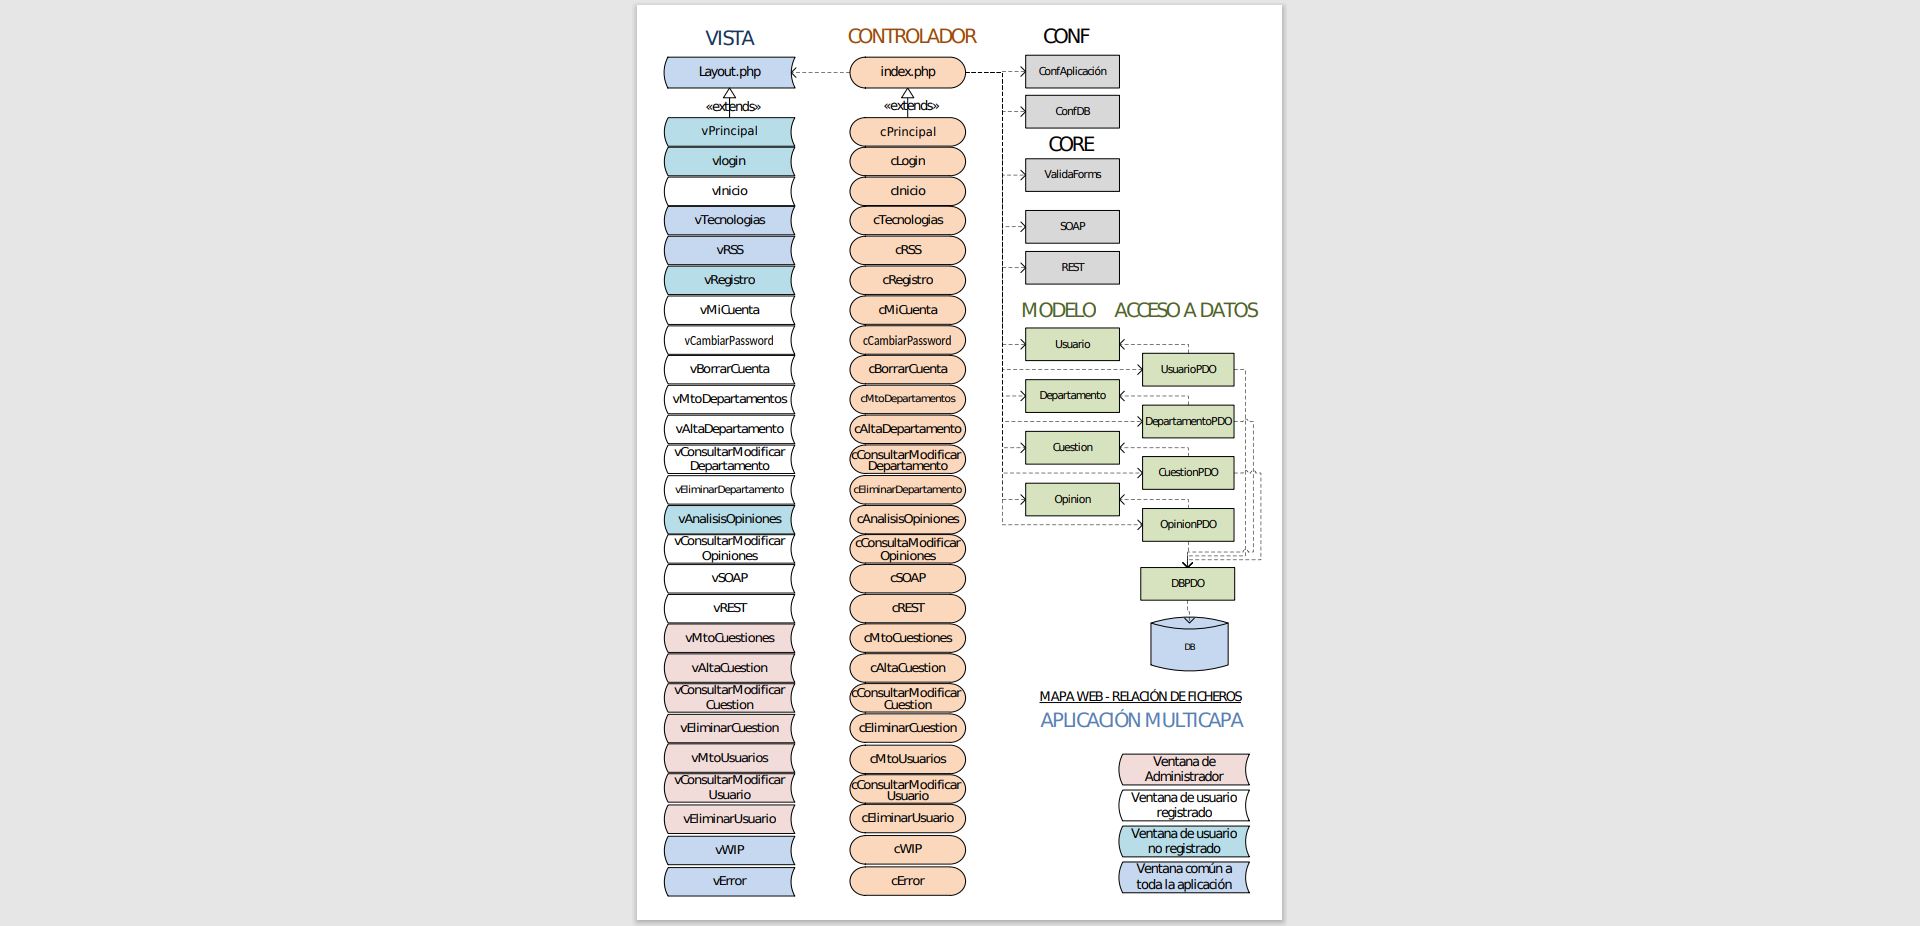 VISTA
Layout.php
«extends»
vPrincipal
vlogin
vInicio
vTecnologias
vRSS
vRegistro
vMiCuenta
vCambiarPassword
vBorrarCuenta
vMtoDepartamentos
vAltaDepartamento
vConsultarModificar
Departamento
vEliminarDepartamento
vAnalisisOpiniones
vConsultarModificar
Opiniones
vSOAP
vREST
vMtoCuestiones
vAltaCuestion
vConsultarModificar
Cuestion
vEliminarCuestion
vMtoUsuarios
vConsultarModificar
Usuario
vEliminarUsuario
vWIP
vError
CONTROLADOR
index.php
«extends»
cPrincipal
cLogin
cInicio
cTecnologias
cRSS
cRegistro
cMiCuenta
cCambiarPassword
cBorrarCuenta
cMtoDepartamentos
cAltaDepartamento
cConsultarModificar
Departamento
cEliminarDepartamento
cAnalisisOpiniones
cConsultaModificar
Opiniones
cSOAP
cREST
cMtoCuestiones
cAltaCuestion
cConsultarModificar
Cuestion
cEliminarCuestion
cMtoUsuarios
cConsultarModificar
Usuario
cEliminarUsuario
cWIP
cError
CONF
ConfAplicación
ConfDB
CORE
ValidaForms
SOAP
REST
MODELO
ACCESO A DATOS
Usuario
UsuarioPDO
Departamento
DepartamentoPDO
Cuestion
CuestionPDO
Opinion
OpinionPDO
DBPDO
DB
MAPA WEB - RELACIÓN DE FICHEROS
APLICACIÓN MULTICAPA
Ventana de
Administrador
Ventana de usuario
registrado
Ventana de usuario
no registrado
Ventana común a
toda la aplicación